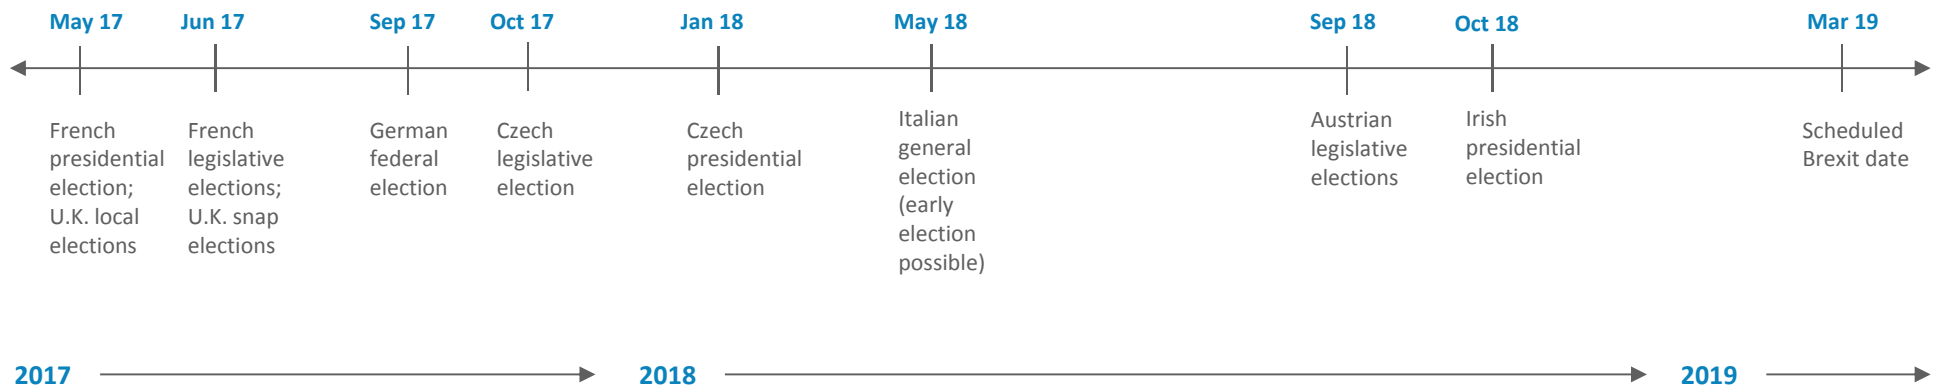 May 17
Jun 17
Sep 17
Oct 17
Jan 18
May 18
Sep 18
Oct 18
Mar 19
French
presidential
election;
U.K. local
elections
French
legislative
elections;
U.K. snap
elections
German
federal
election
Czech
legislative
election
Czech
presidential
election
Italian
general
election
(early
election
possible)
Austrian
legislative
elections
Irish
presidential
election
Scheduled
Brexit date
2017
2018
2019